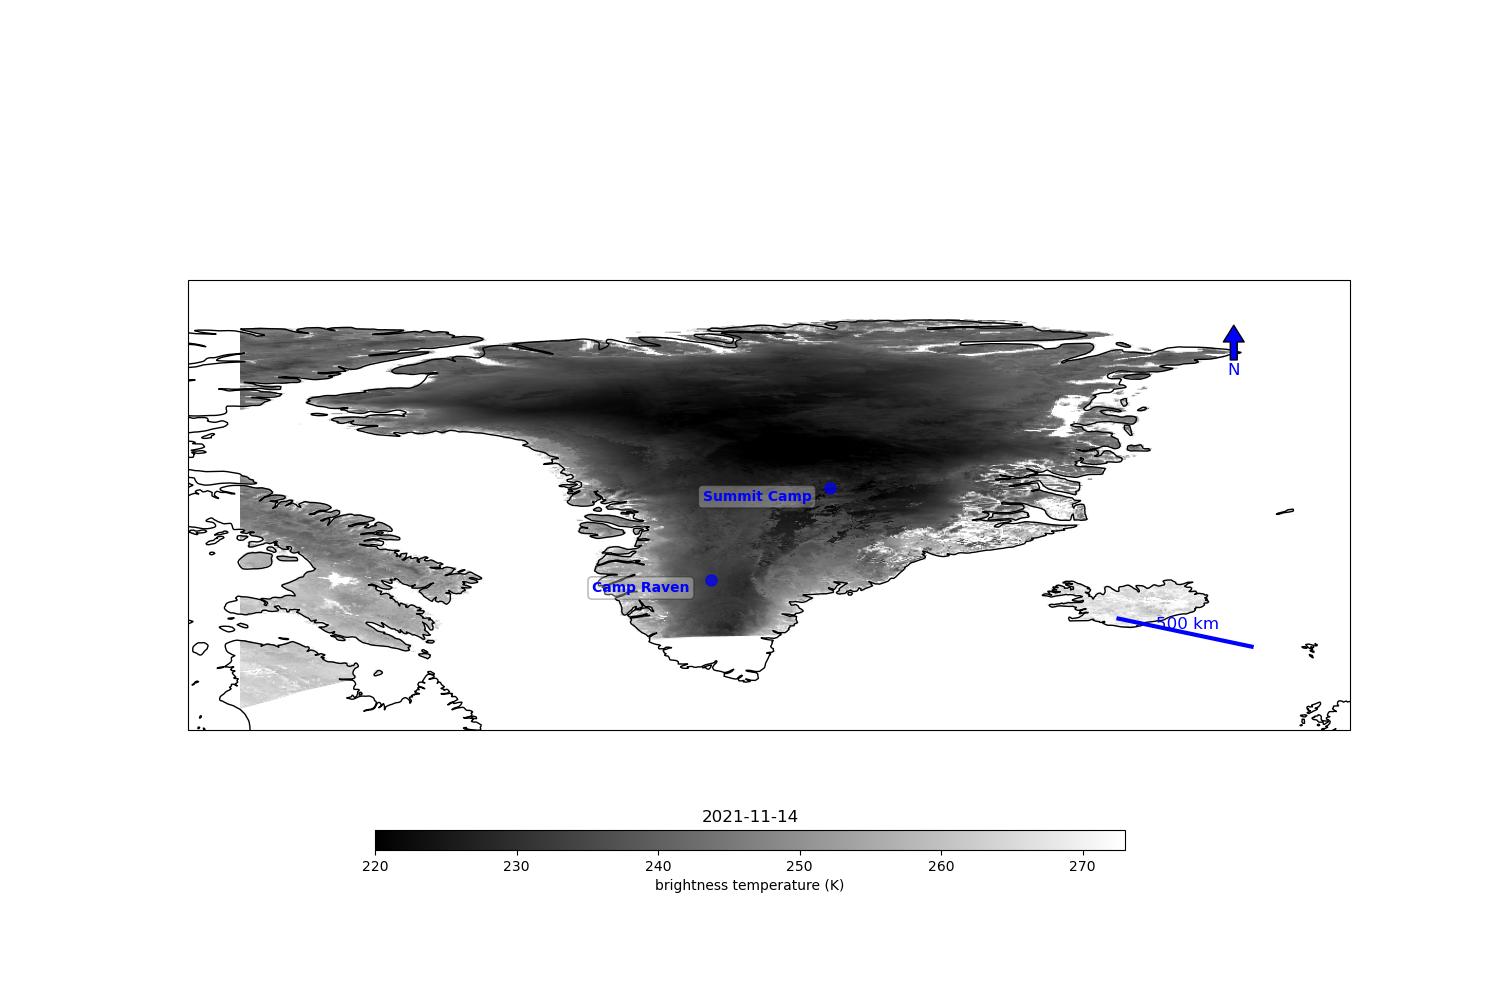 N
Summit Camp
Camp Raven
500 km
2021-11-14
220 230 240 250 260 270
brightness temperature (K)